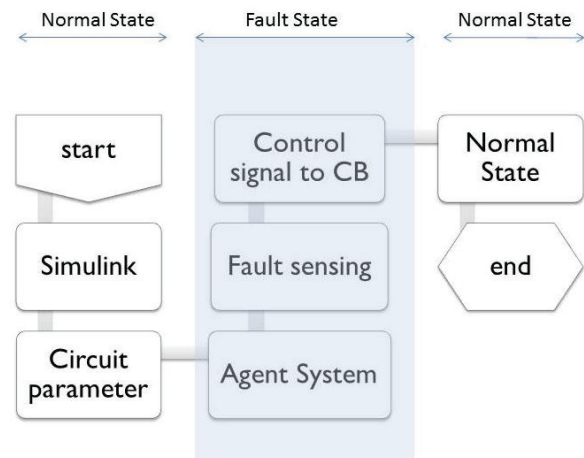 Normal State
Fault State
Normal State
start
Simulink
Circuit
parameter
Control
signal to CB
Fault sensing
Agent System
Normal
State
end